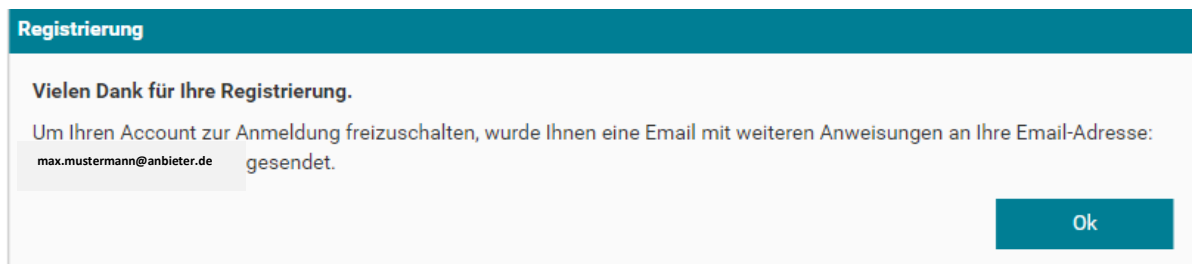 Registrierung
Vielen Dank für Ihre Registrierung.
Um Ihren Account zur Anmeldung freizuschalten, wurde Ihnen eine Email mit weiteren Anweisungen an Ihre Email-Adresse:
max.mustermann@anbieter.de gesendet.
Ok